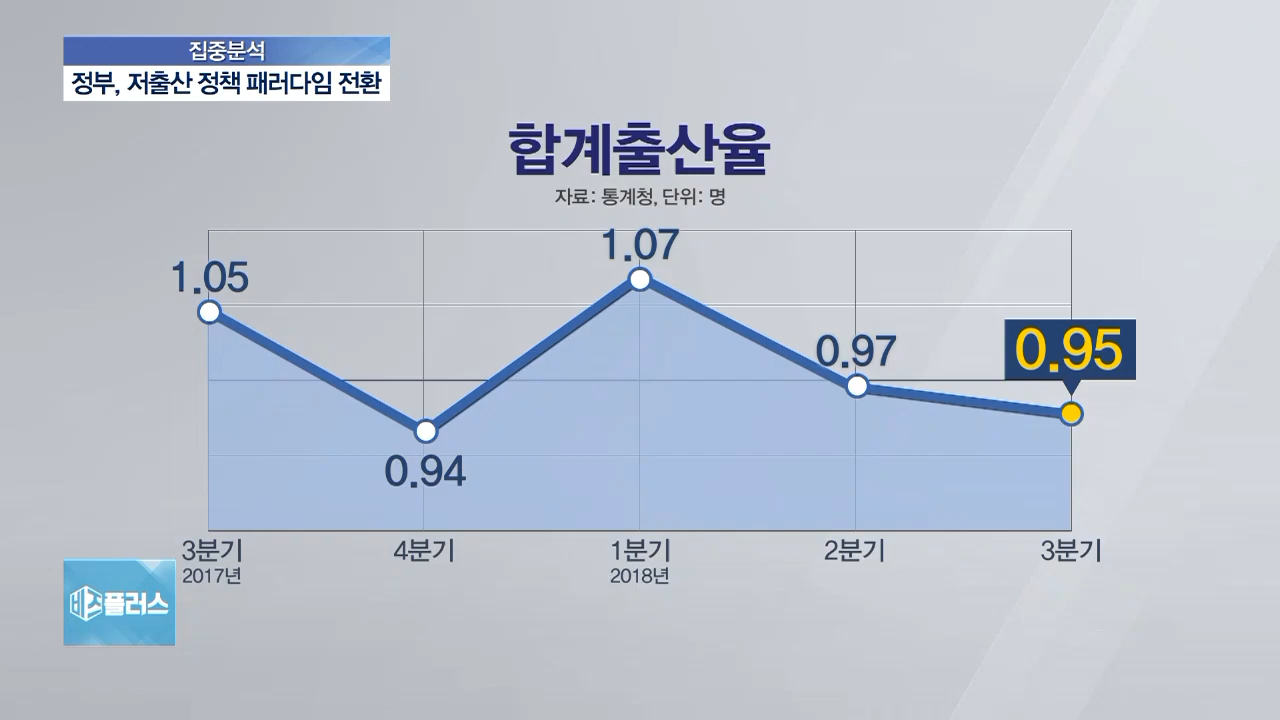 집중분석
정부, 저출산 정책 패러다임 전환
합계출산율
자료: 통계청, 단위: 명
1.05
0.94
1.07
0.97
0.95
3분기
4분기
1분기
2분기
3분기
2017년
2018년
플러스